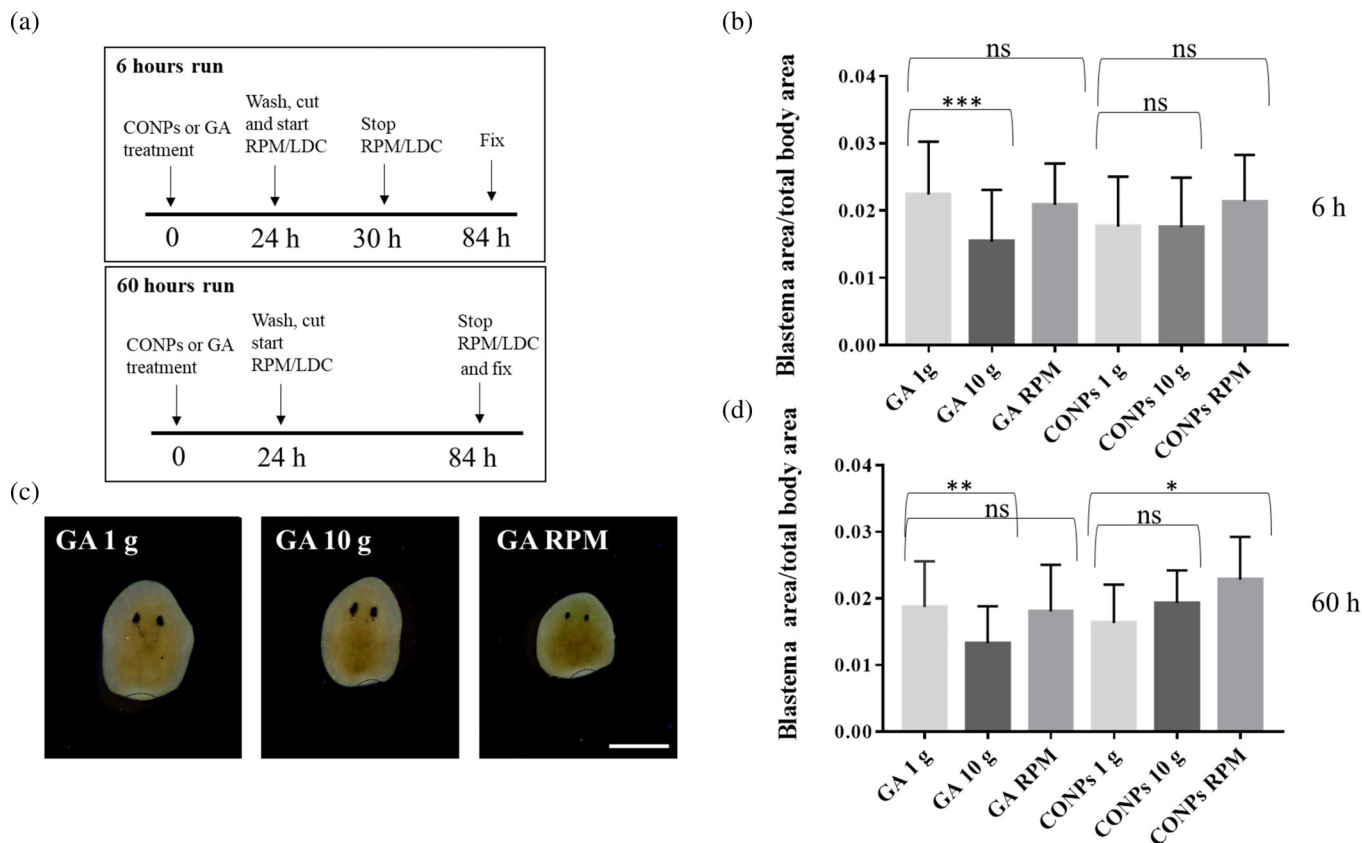 (a)
6 hours run
CONPs or GA
treatment
Wash, cut
and start
RPM/LDC
Stop
RPM/LDC
Fix
0
24 h
30 h
84 h
60 hours run
CONPs or GA
treatment
Wash, cut
start
RPM/LDC
Stop
RPM/LDC
and fix
0
24 h
84 h
(b)
ns
ns
***
ns
Blastema area/total body area
0.04
0.03
0.02
0.01
0.00
GA 1g
GA 10 g
GA RPM
CONPs 1 g
CONPs 10 g
CONPs RPM
6 h
(c)
GA 1 g
GA 10 g
GA RPM
(d)
**
*
ns
ns
Blastema area/total body area
0.04
0.03
0.02
0.01
0.00
GA 1 g
GA 10 g
GA RPM
CONPs 1 g
CONPs 10 g
CONPs RPM
60 h